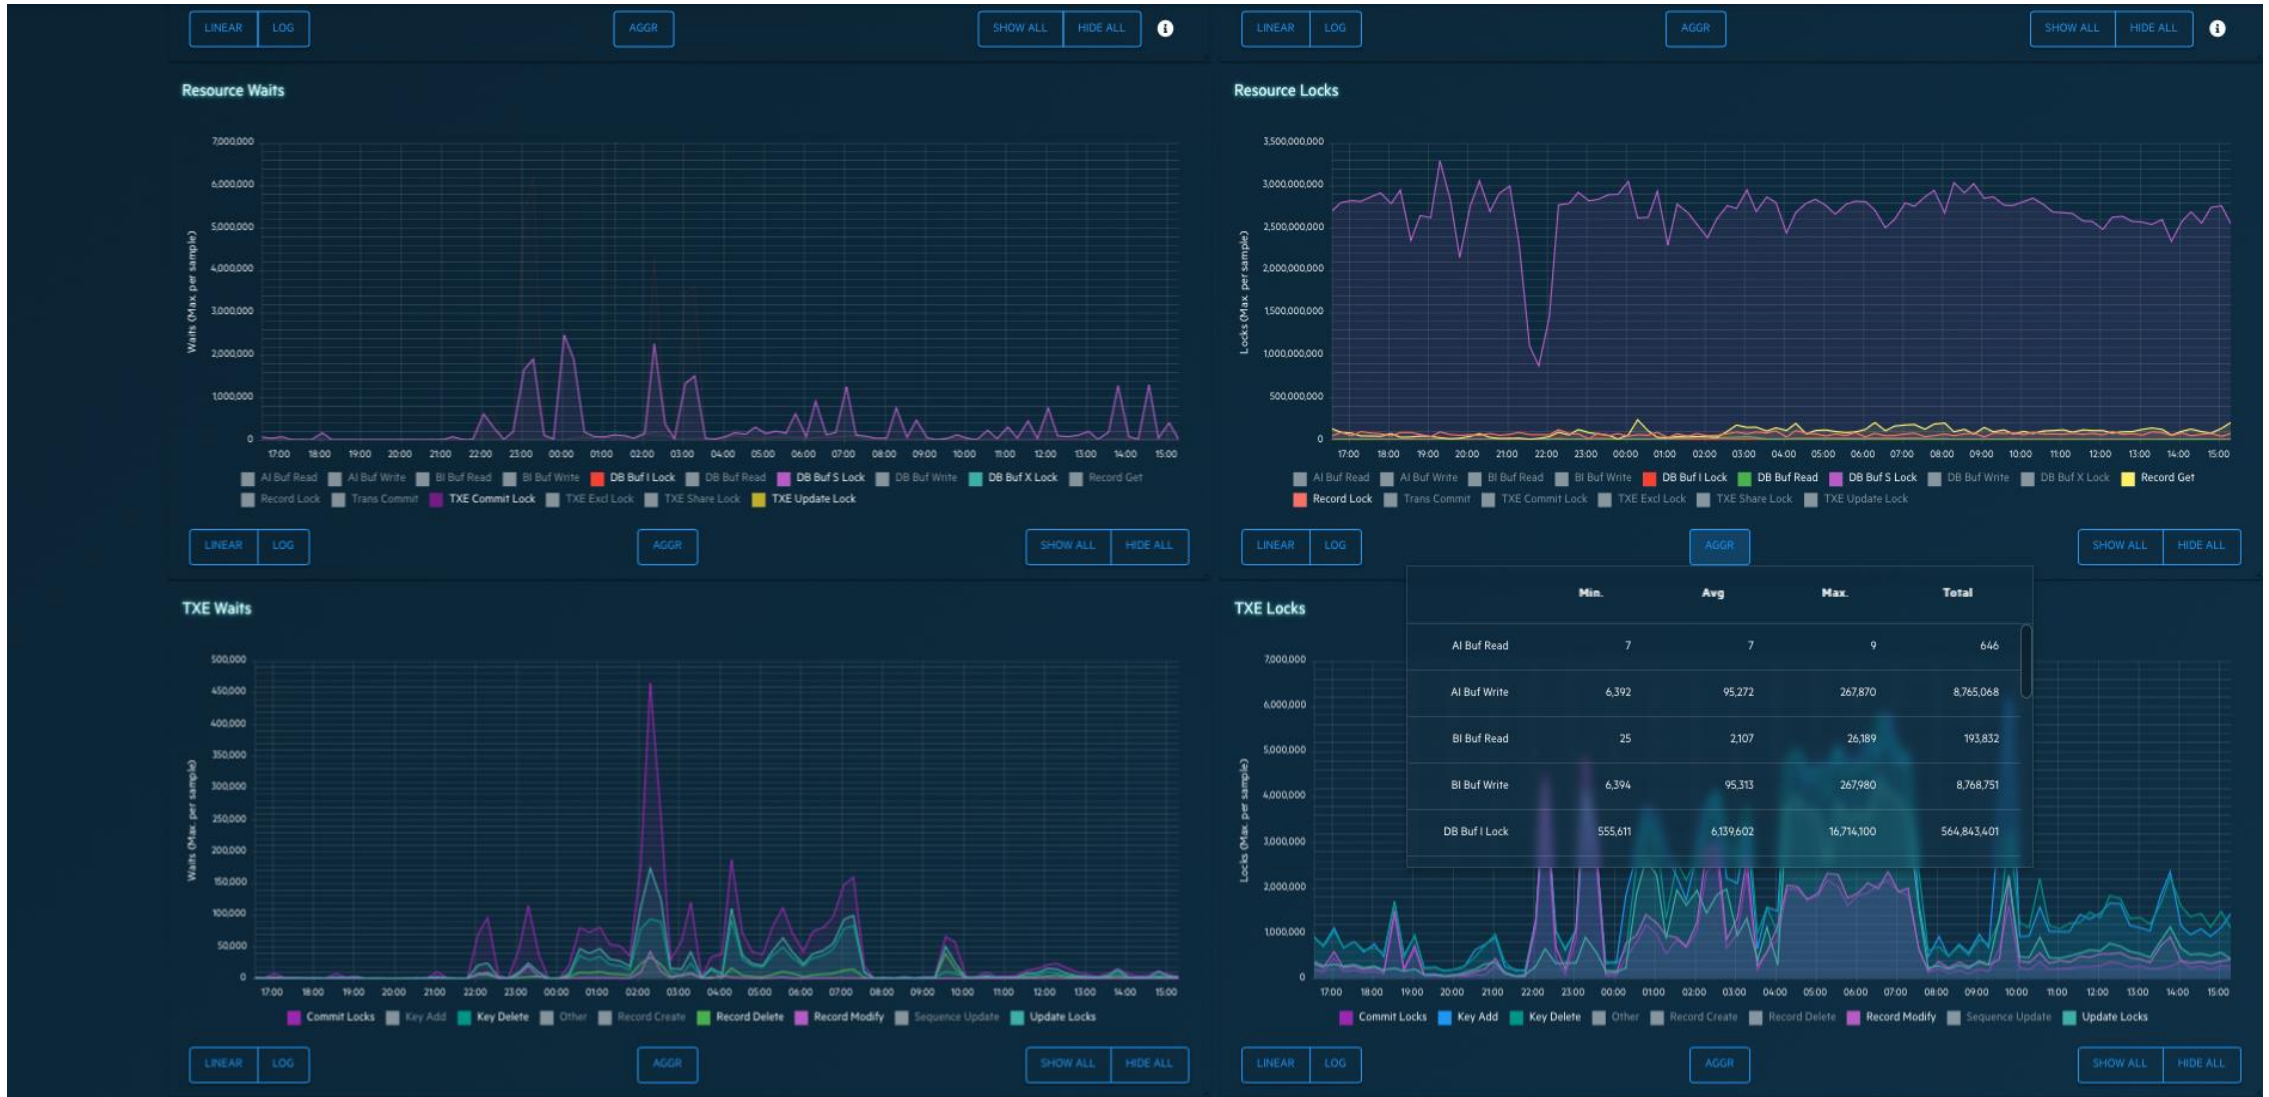 LINEAR LOG AGGR SHOW ALL HIDE ALL
LINEAR LOG AGGR SHOW ALL HIDE ALL
Resource Waits
Waits (Max. per sample)
7,000,000
6,000,000
5,000,000
4,000,000
3,000,000
2,000,000
1,000,000
0
17:00 18:00 19:00 20:00 21:00 22:00 23:00 00:00 01:00 02:00 03:00 04:00 05:00 06:00 07:00 08:00 09:00 10:00 11:00 12:00 13:00 14:00 15:00
AI Buf Read AI Buf Write BI Buf Read BI Buf Write DB Buf I Lock DB Buf Read DB Buf S Lock DB Buf Write DB Buf X Lock Record Get
Record Lock Trans Commit TXE Commit Lock TXE Excl Lock TXE Share Lock TXE Update Lock
LINEAR LOG AGGR SHOW ALL HIDE ALL
Resource Locks
Locks (Max. per sample)
3,500,000,000
3,000,000,000
2,500,000,000
2,000,000,000
1,500,000,000
1,000,000,000
500,000,000
0
17:00 18:00 19:00 20:00 21:00 22:00 23:00 00:00 01:00 02:00 03:00 04:00 05:00 06:00 07:00 08:00 09:00 10:00 11:00 12:00 13:00 14:00 15:00
AI Buf Read AI Buf Write BI Buf Read BI Buf Write DB Buf I Lock DB Buf Read DB Buf S Lock DB Buf Write DB Buf X Lock Record Get
Record Lock Trans Commit TXE Commit Lock TXE Excl Lock TXE Share Lock TXE Update Lock
LINEAR LOG AGGR SHOW ALL HIDE ALL
TXE Waits
Waits (Max. per sample)
500,000
450,000
400,000
350,000
300,000
250,000
200,000
150,000
100,000
50,000
0
17:00 18:00 19:00 20:00 21:00 22:00 23:00 00:00 01:00 02:00 03:00 04:00 05:00 06:00 07:00 08:00 09:00 10:00 11:00 12:00 13:00 14:00 15:00
Commit Locks Key Add Key Delete Other Record Create Record Delete Record Modify Sequence Update Update Locks
LINEAR LOG AGGR SHOW ALL HIDE ALL
TXE Locks
Min. Avg Max. Total
AI Buf Read 7 7 9 646
AI Buf Write 6,392 95,272 267,870 8,765,068
BI Buf Read 25 2,107 26,189 193,832
BI Buf Write 6,394 95,313 267,980 8,768,751
DB Buf I Lock 555,611 6,139,602 16,714,100 564,843,401
Locks (Max. per sample)
7,000,000
6,000,000
5,000,000
4,000,000
3,000,000
2,000,000
1,000,000
0
17:00 18:00 19:00 20:00 21:00 22:00 23:00 00:00 01:00 02:00 03:00 04:00 05:00 06:00 07:00 08:00 09:00 10:00 11:00 12:00 13:00 14:00 15:00
Commit Locks Key Add Key Delete Other Record Create Record Delete Record Modify Sequence Update Update Locks
LINEAR LOG AGGR SHOW ALL HIDE ALL